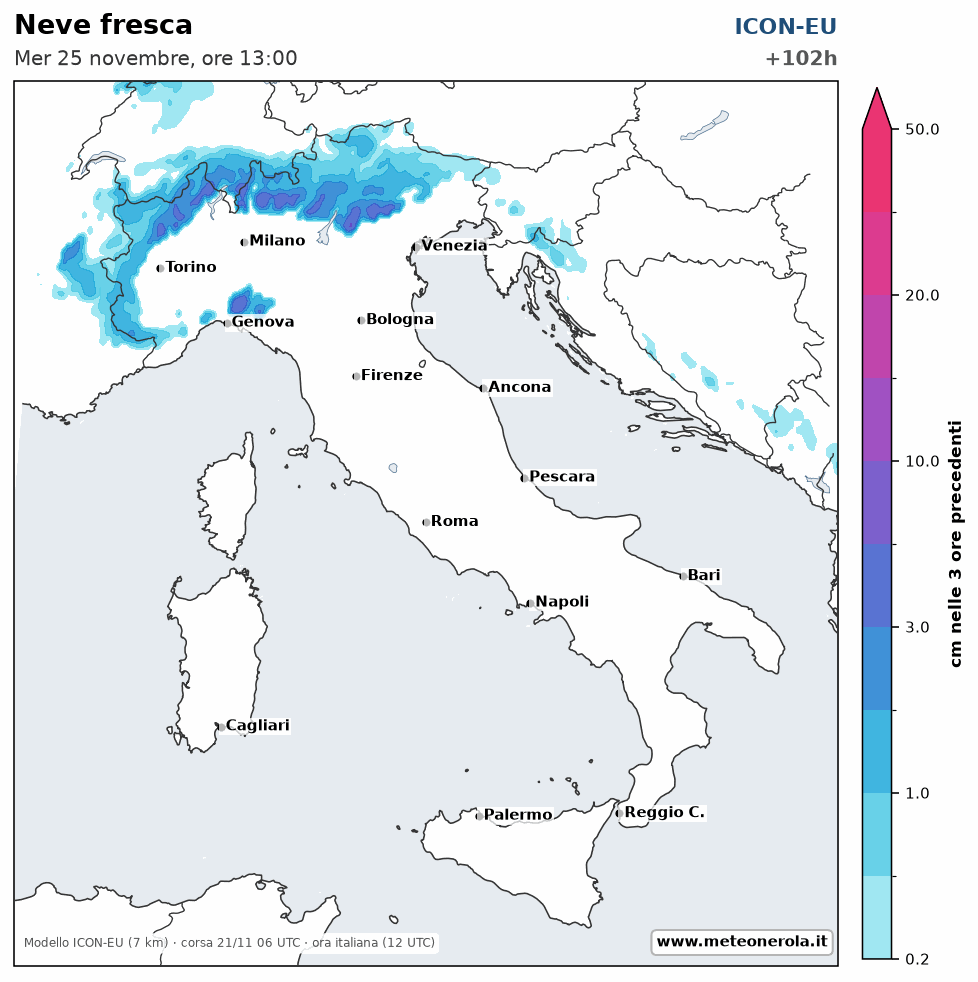 Neve fresca
ICON-EU
Mer 25 novembre, ore 13:00
+102h
50.0
20.0
10.0
3.0
1.0
0.2
cm nelle 3 ore precedenti
Milano
Venezia
Torino
Genova
Bologna
Firenze
Ancona
Pescara
Roma
Bari
Napoli
Cagliari
Palermo
Reggio C.
Modello ICON-EU (7 km) · corsa 21/11 06 UTC · ora italiana (12 UTC)
www.meteonerola.it